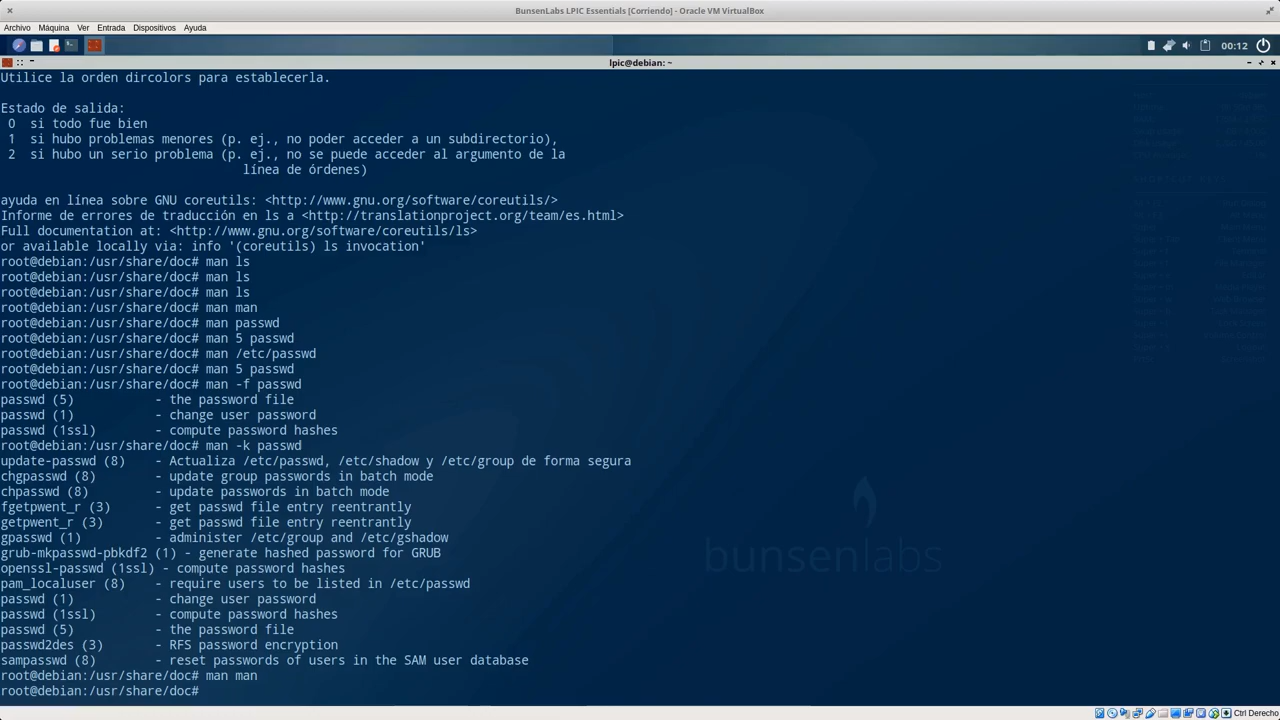 BunsenLabs LPIC Essentials [Corriendo] - Oracle VM VirtualBox
Archivo Máquina Ver Entrada Dispositivos Ayuda
00:12
lpic@debian: ~
Utilice la orden dircolors para establecerla.
Estado de salida:
0 si todo fue bien
1 si hubo problemas menores (p. ej., no poder acceder a un subdirectorio),
2 si hubo un serio problema (p. ej., no se puede acceder al argumento de la
línea de órdenes)
ayuda en línea sobre GNU coreutils: <http://www.gnu.org/software/coreutils/>
Informe de errores de traducción en ls a <http://translationproject.org/team/es.html>
Full documentation at: <http://www.gnu.org/software/coreutils/ls>
or available locally via: info '(coreutils) ls invocation'
root@debian:/usr/share/doc# man ls
root@debian:/usr/share/doc# man ls
root@debian:/usr/share/doc# man ls
root@debian:/usr/share/doc# man man
root@debian:/usr/share/doc# man passwd
root@debian:/usr/share/doc# man 5 passwd
root@debian:/usr/share/doc# man /etc/passwd
root@debian:/usr/share/doc# man 5 passwd
root@debian:/usr/share/doc# man -f passwd
passwd (5) - the password file
passwd (1) - change user password
passwd (1ssl) - compute password hashes
root@debian:/usr/share/doc# man -k passwd
update-passwd (8) - Actualiza /etc/passwd, /etc/shadow y /etc/group de forma segura
chgpasswd (8) - update group passwords in batch mode
chpasswd (8) - update passwords in batch mode
fgetpwent_r (3) - get passwd file entry reentrantly
getpwent_r (3) - get passwd file entry reentrantly
gpasswd (1) - administer /etc/group and /etc/gshadow
grub-mkpasswd-pbkdf2 (1) - generate hashed password for GRUB
openssl-passwd (1ssl) - compute password hashes
pam_localuser (8) - require users to be listed in /etc/passwd
passwd (1) - change user password
passwd (1ssl) - compute password hashes
passwd (5) - the password file
passwd2des (3) - RFS password encryption
sampasswd (8) - reset passwords of users in the SAM user database
root@debian:/usr/share/doc# man man
root@debian:/usr/share/doc#
bunsenlabs
Ctrl Derecho